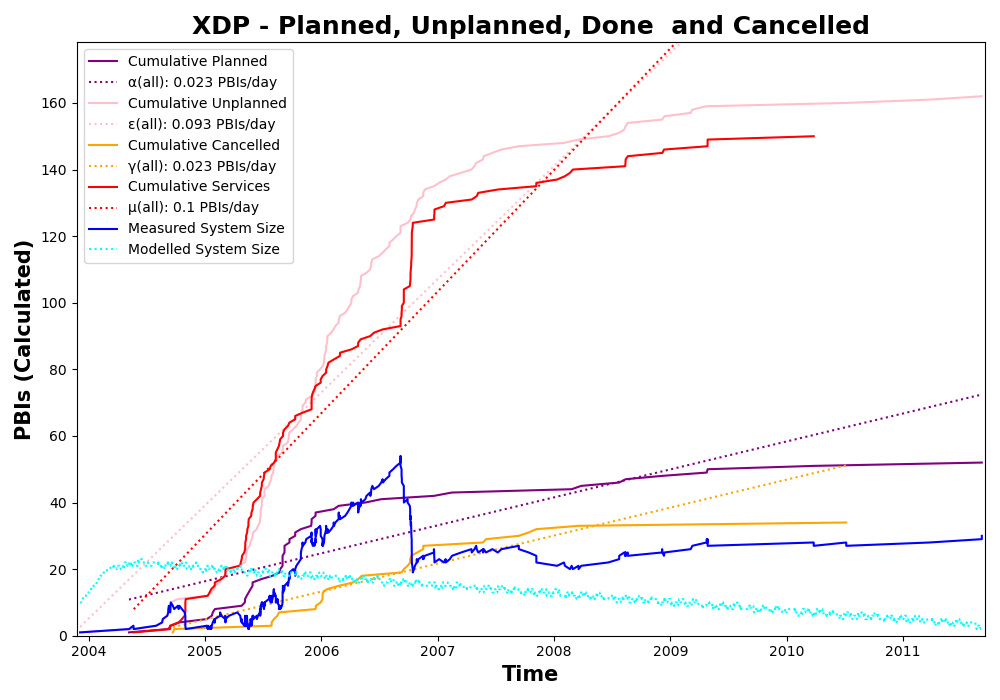 XDP - Planned, Unplanned, Done  and Cancelled
Cumulative Planned
α(all): 0.023 PBIs/day
Cumulative Unplanned
ε(all): 0.093 PBIs/day
Cumulative Cancelled
γ(all): 0.023 PBIs/day
Cumulative Services
μ(all): 0.1 PBIs/day
Measured System Size
Modelled System Size
PBIs (Calculated)
160
140
120
100
80
60
40
20
0
2004 2005 2006 2007 2008 2009 2010 2011
Time